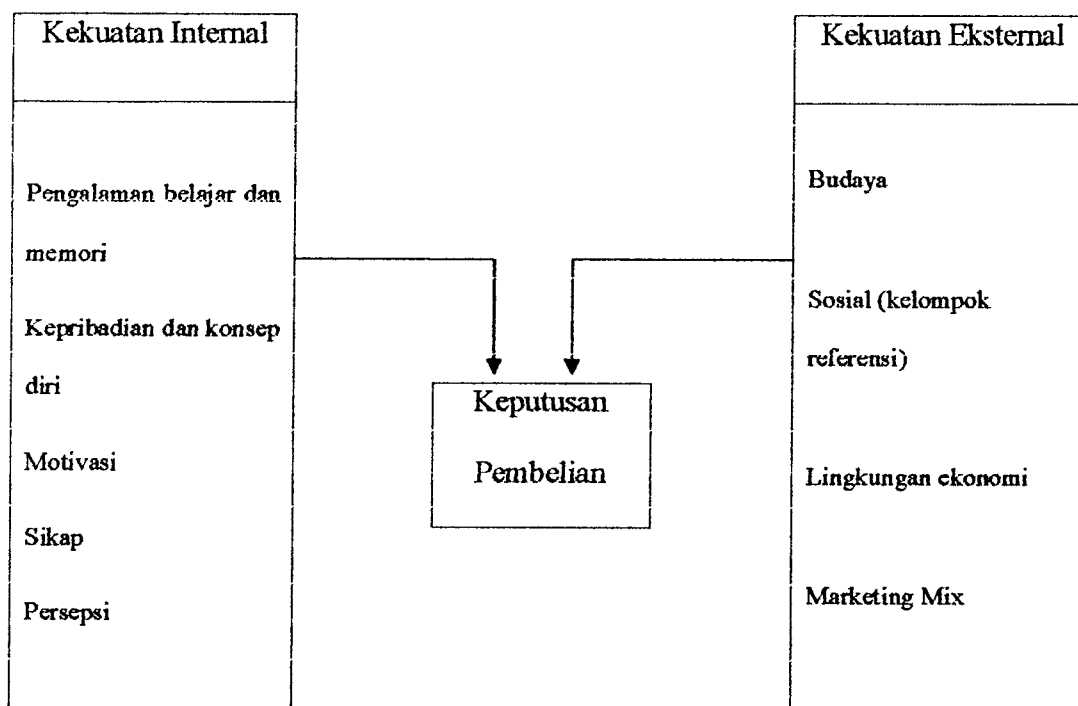 Kekuatan Internal
Pengalaman belajar dan
memori
Kepribadian dan konsep
diri
Motivasi
Sikap
Persepsi
Keputusan
Pembelian
Kekuatan Eksternal
Budaya
Sosial (kelompok
referensi)
Lingkungan ekonomi
Marketing Mix